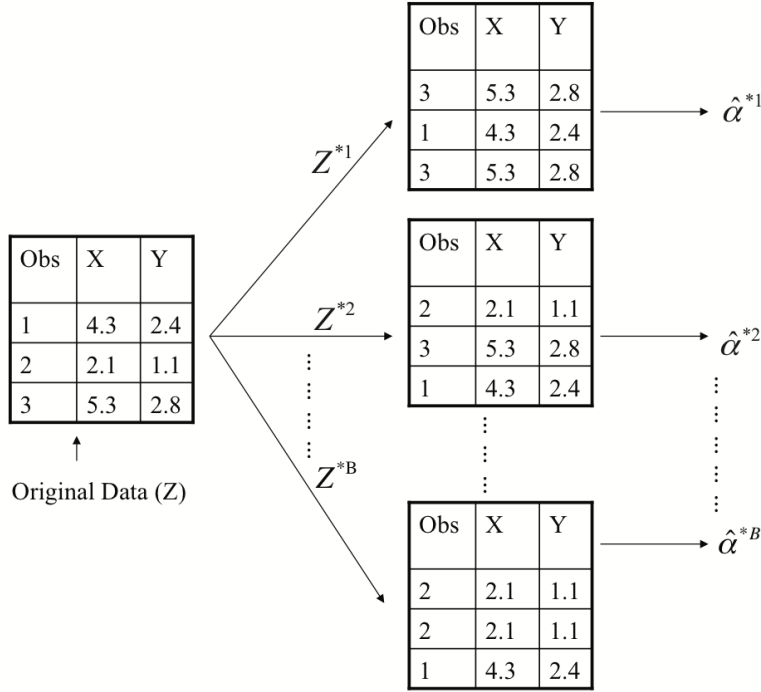 Obs X Y
3 5.3 2.8
1 4.3 2.4
3 5.3 2.8
α̂*1
Z*1
Obs X Y
1 4.3 2.4
2 2.1 1.1
3 5.3 2.8
Original Data (Z)
Z*2
Obs X Y
2 2.1 1.1
3 5.3 2.8
1 4.3 2.4
α̂*2
Z*B
Obs X Y
2 2.1 1.1
2 2.1 1.1
1 4.3 2.4
α̂*B